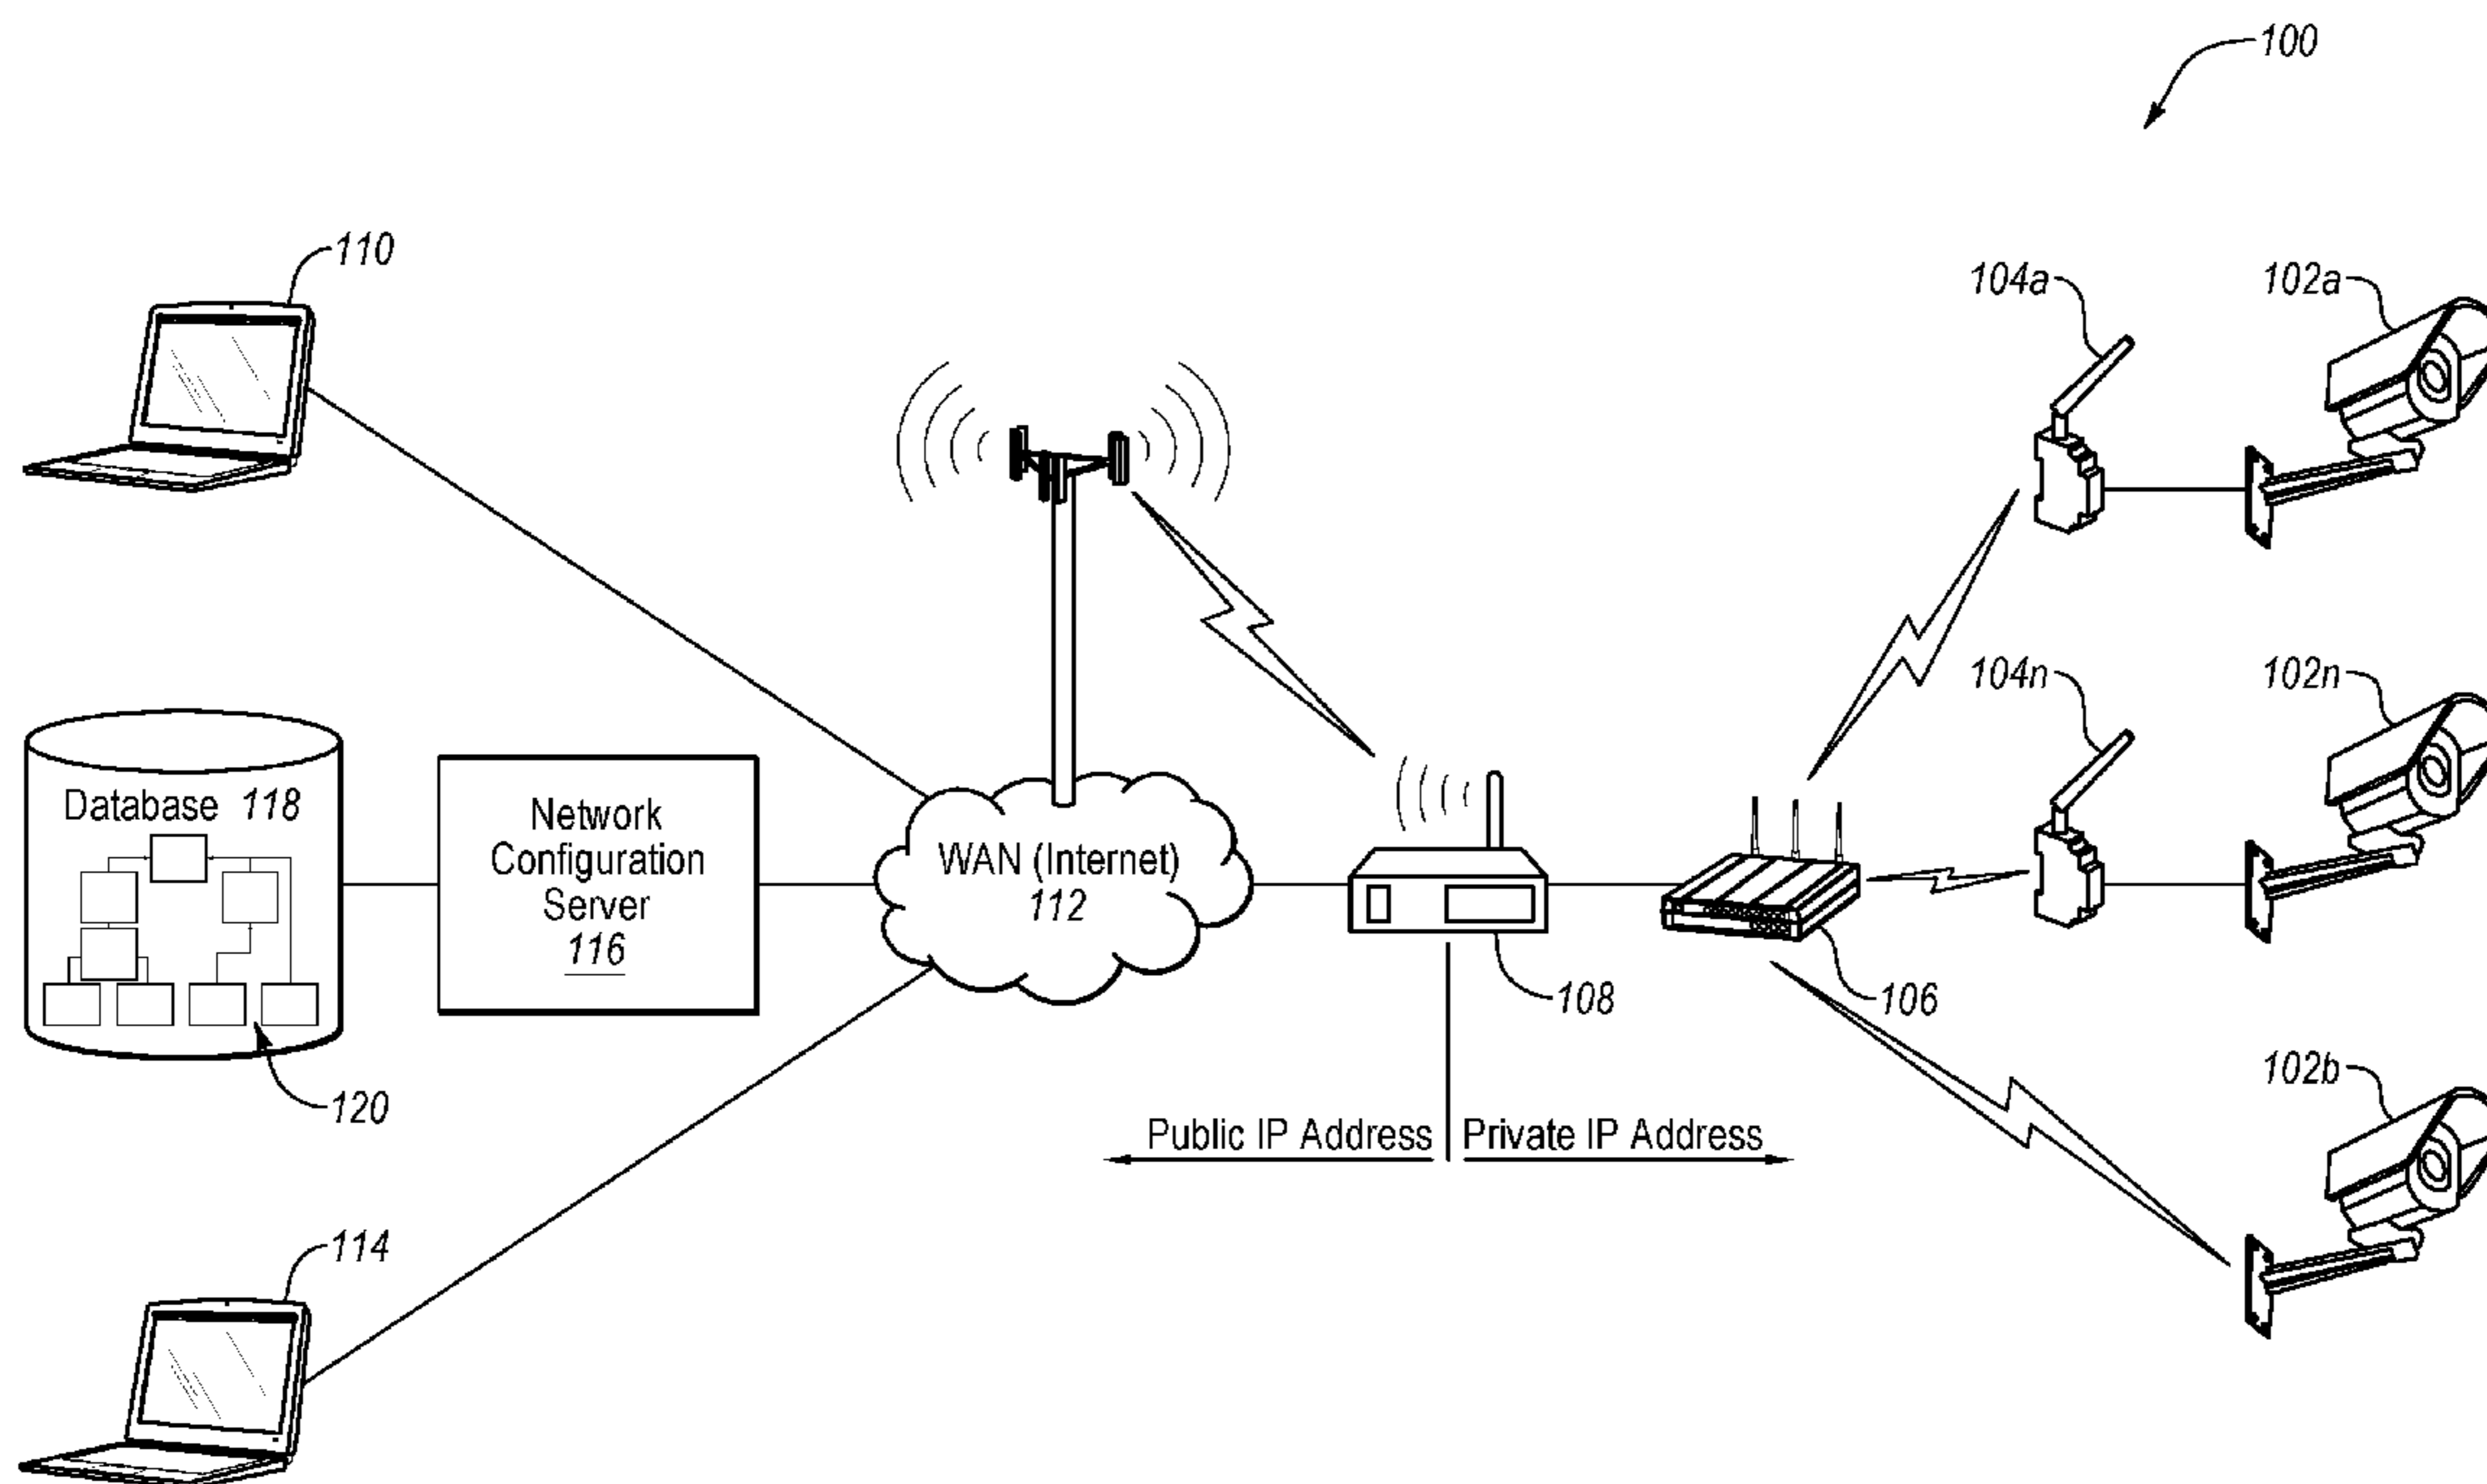 100
110
104a
102a
104n
102n
Database 118
Network
Configuration
Server
116
WAN (Internet)
112
108
106
120
102b
Public IP Address
Private IP Address
114